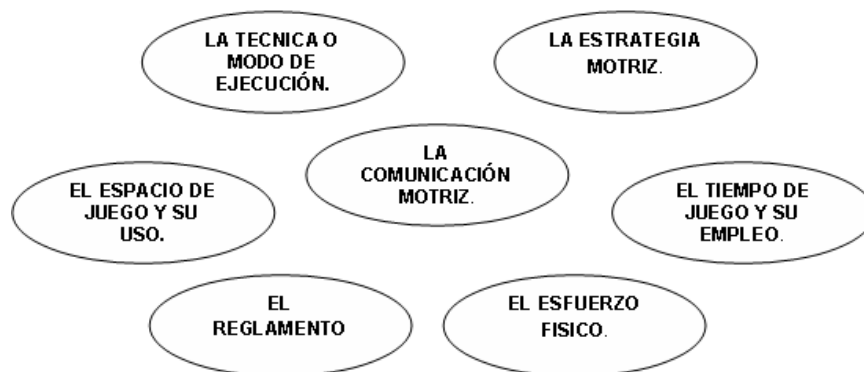 LA TECNICA O
MODO DE
EJECUCIÓN.
LA ESTRATEGIA
MOTRIZ.
LA
COMUNICACIÓN
MOTRIZ.
EL ESPACIO DE
JUEGO Y SU
USO.
EL TIEMPO DE
JUEGO Y SU
EMPLEO.
EL
REGLAMENTO
EL ESFUERZO
FISICO.